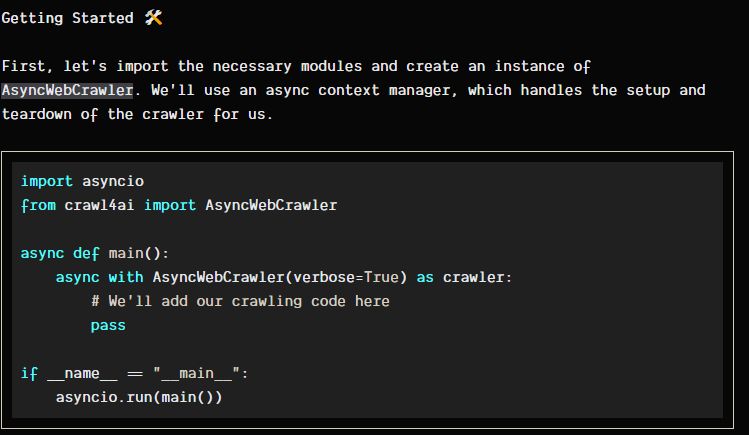 Getting Started 🛠️
First, let's import the necessary modules and create an instance of
AsyncWebCrawler. We'll use an async context manager, which handles the setup and
teardown of the crawler for us.
import asyncio
from crawl4ai import AsyncWebCrawler
async def main():
    async with AsyncWebCrawler(verbose=True) as crawler:
        # We'll add our crawling code here
        pass
if __name__ == "__main__":
    asyncio.run(main())